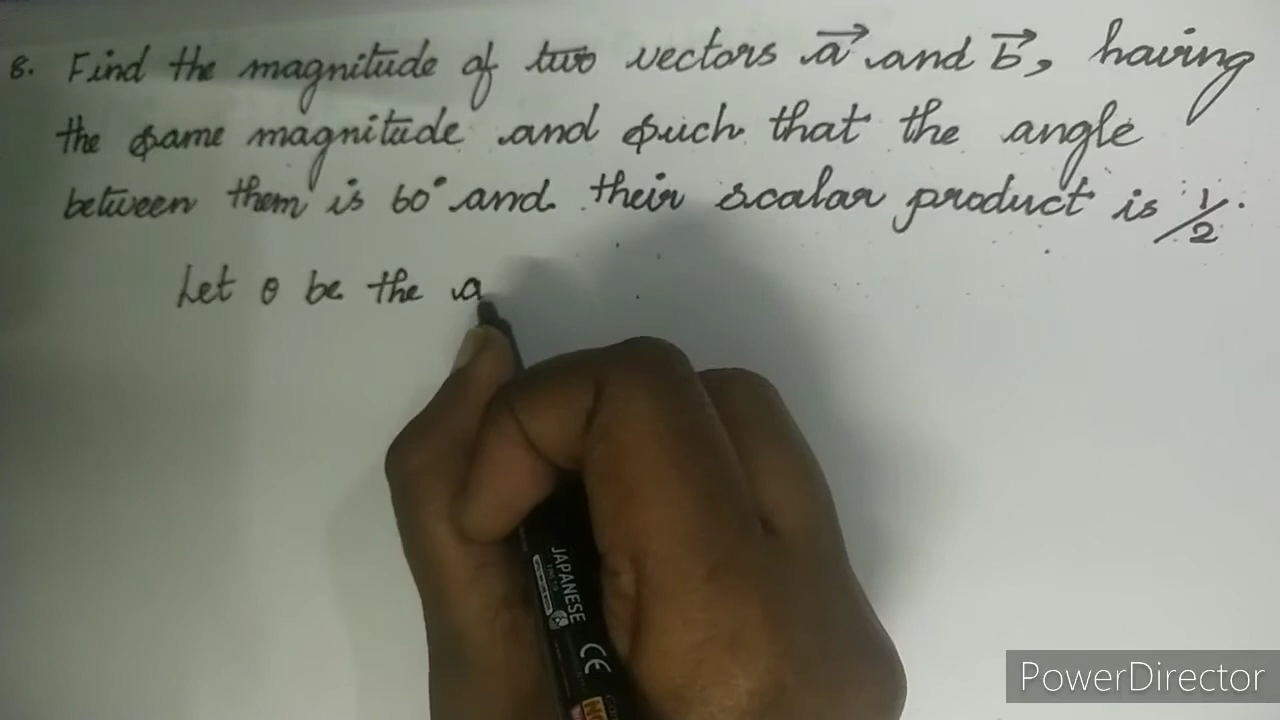 8. Find the magnitude of two vectors a⃗ and b⃗, having
the same magnitude and such that the angle
between them is 60° and their scalar product is 1/2.
Let θ be the a
JAPANESE
CE
PowerDirector